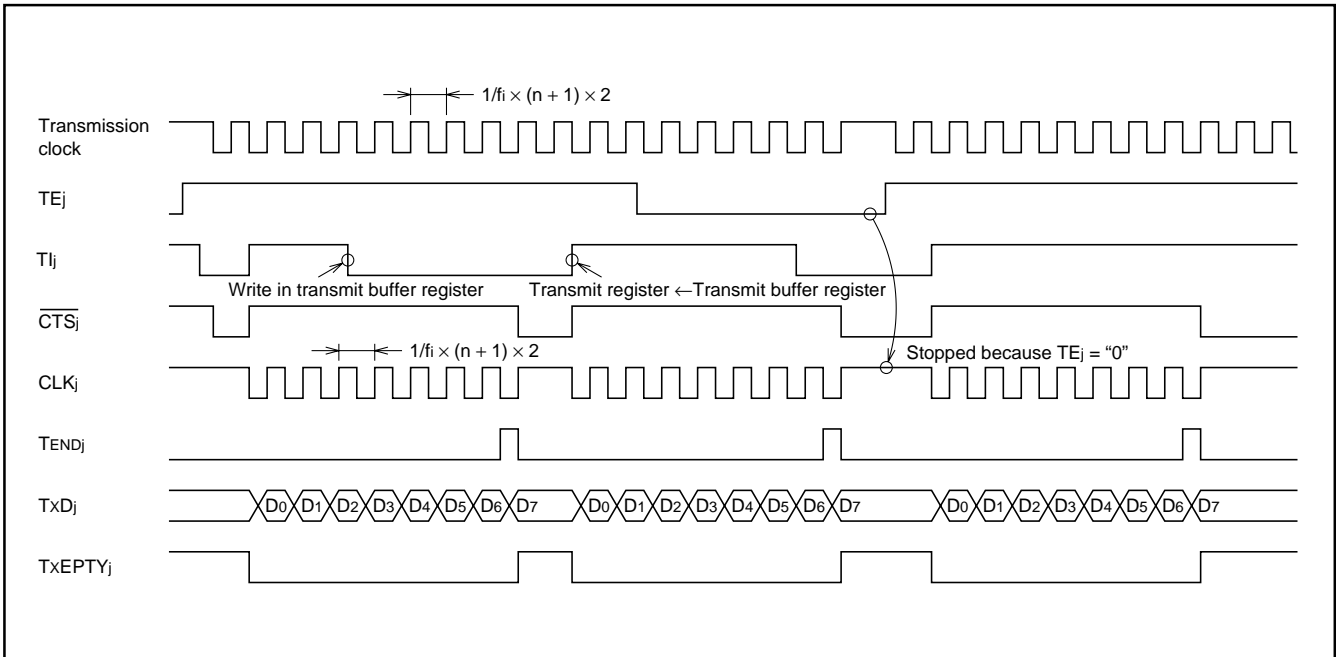 1/fi × (n + 1) × 2
Transmission
clock
TEj
TIj
Write in transmit buffer register
Transmit register ←Transmit buffer register
CTSj
1/fi × (n + 1) × 2
Stopped because TEj = “0”
CLKj
TENDj
TXDj
D0 D1 D2 D3 D4 D5 D6 D7 D0 D1 D2 D3 D4 D5 D6 D7 D0 D1 D2 D3 D4 D5 D6 D7
TXEPTYj